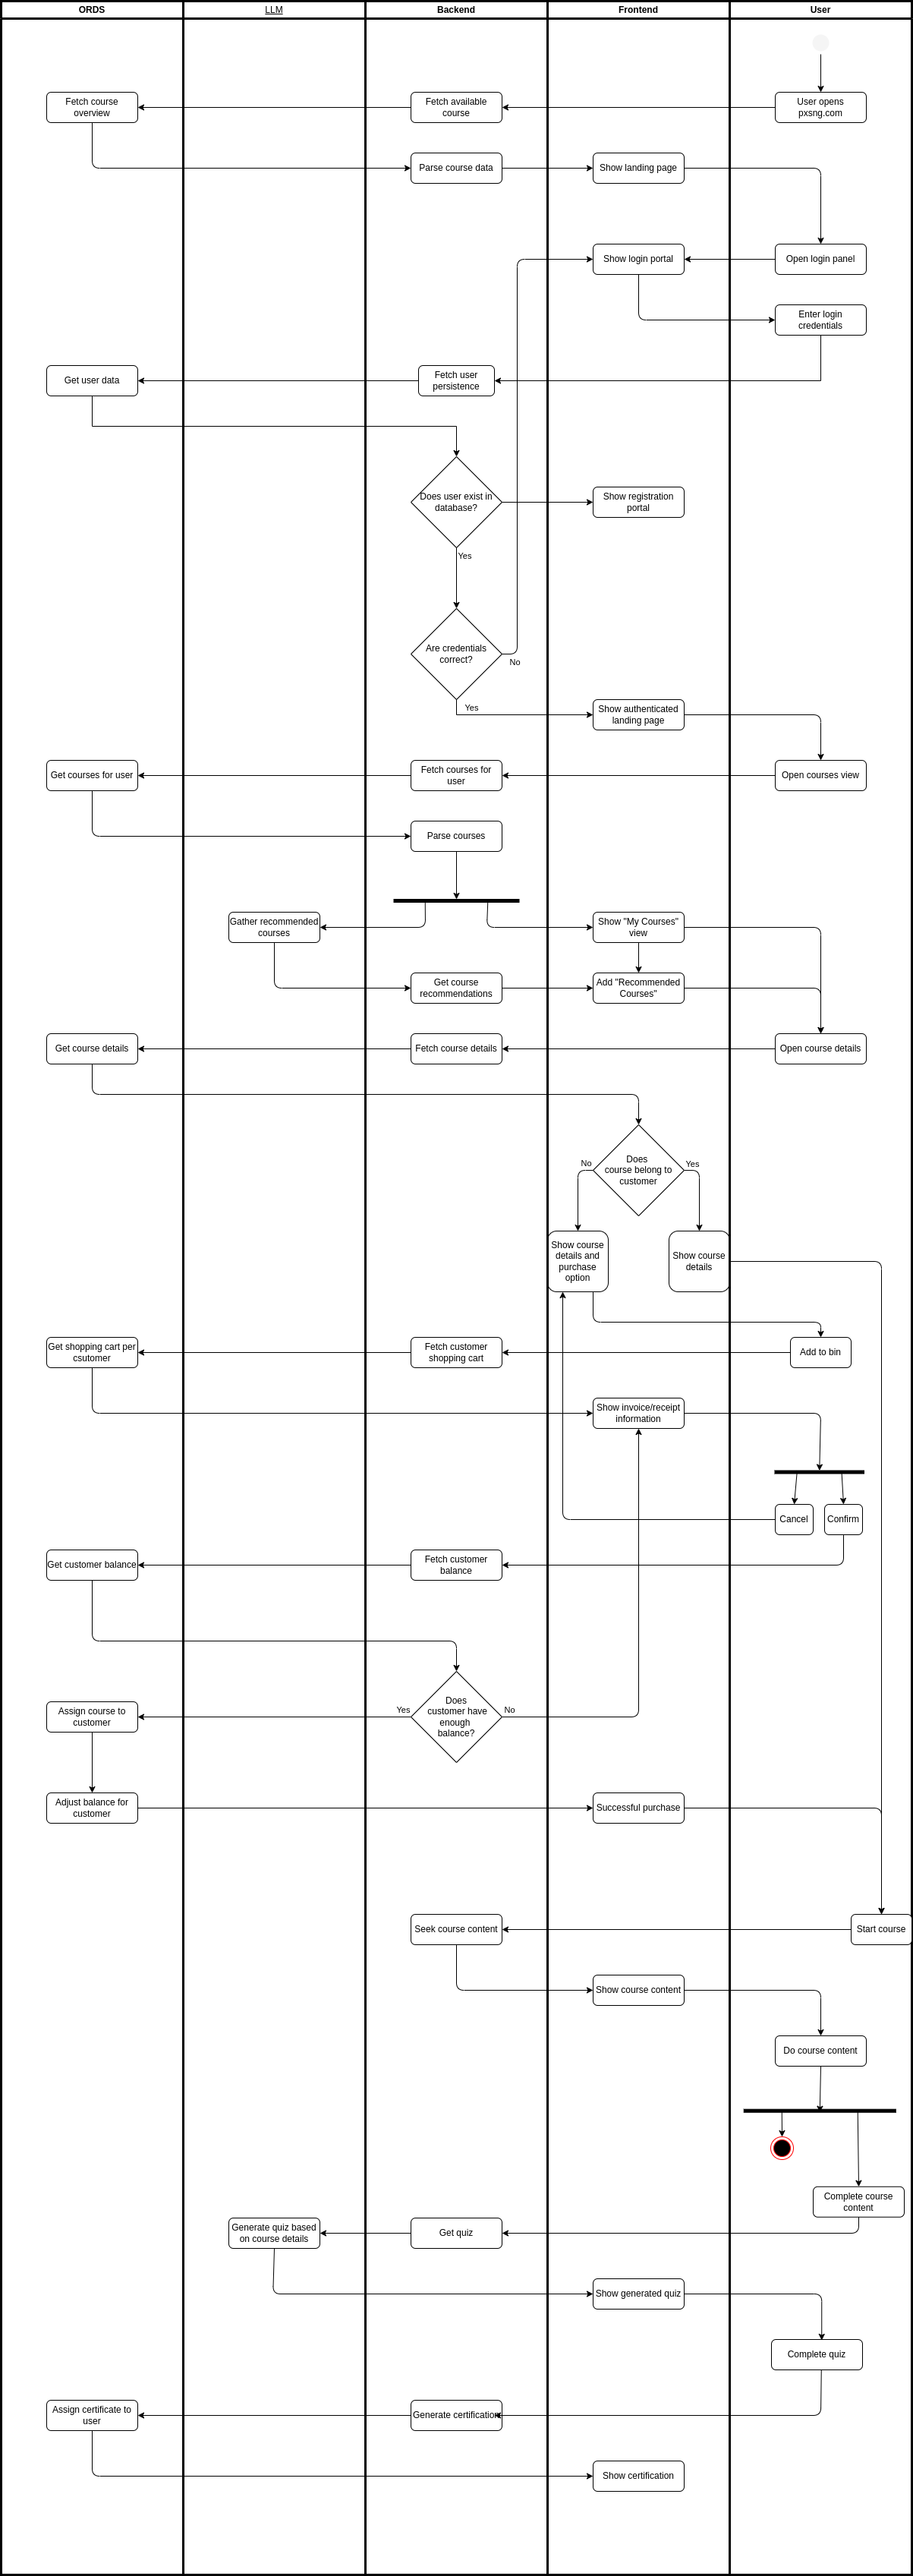 ORDS
LLM
Backend
Frontend
User
Fetch course
overview
Fetch available
course
User opens
pxsng.com
Parse course data
Show landing page
Show login portal
Open login panel
Enter login
credentials
Get user data
Fetch user
persistence
Does user exist in
database?
Show registration
portal
Yes
Are credentials
correct?
No
Yes
Show authenticated
landing page
Get courses for user
Fetch courses for
user
Open courses view
Parse courses
Gather recommended
courses
Show "My Courses"
view
Get course
recommendations
Add "Recommended
Courses"
Get course details
Fetch course details
Open course details
Does
course belong to
customer
No
Yes
Show course
details and
purchase
option
Show course
details
Get shopping cart per
csutomer
Fetch customer
shopping cart
Add to bin
Show invoice/receipt
information
Cancel
Confirm
Get customer balance
Fetch customer
balance
Does
customer have
enough
balance?
Yes
No
Assign course to
customer
Adjust balance for
customer
Successful purchase
Seek course content
Start course
Show course content
Do course content
Complete course
content
Generate quiz based
on course details
Get quiz
Show generated quiz
Complete quiz
Assign certificate to
user
Generate certification
Show certification